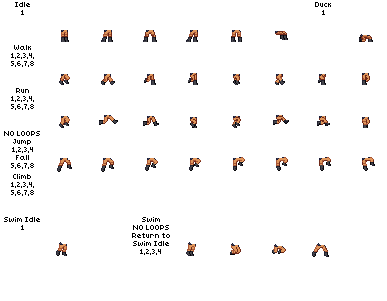 Idle
1
Duck
1
Walk
1,2,3,4,
5,6,7,8
Run
1,2,3,4,
5,6,7,8
NO LOOPS
Jump
1,2,3,4
Fall
5,6,7,8
Climb
1,2,3,4,
5,6,7,8
Swim Idle
1
Swim
NO LOOPS
Return to
Swim Idle
1,2,3,4